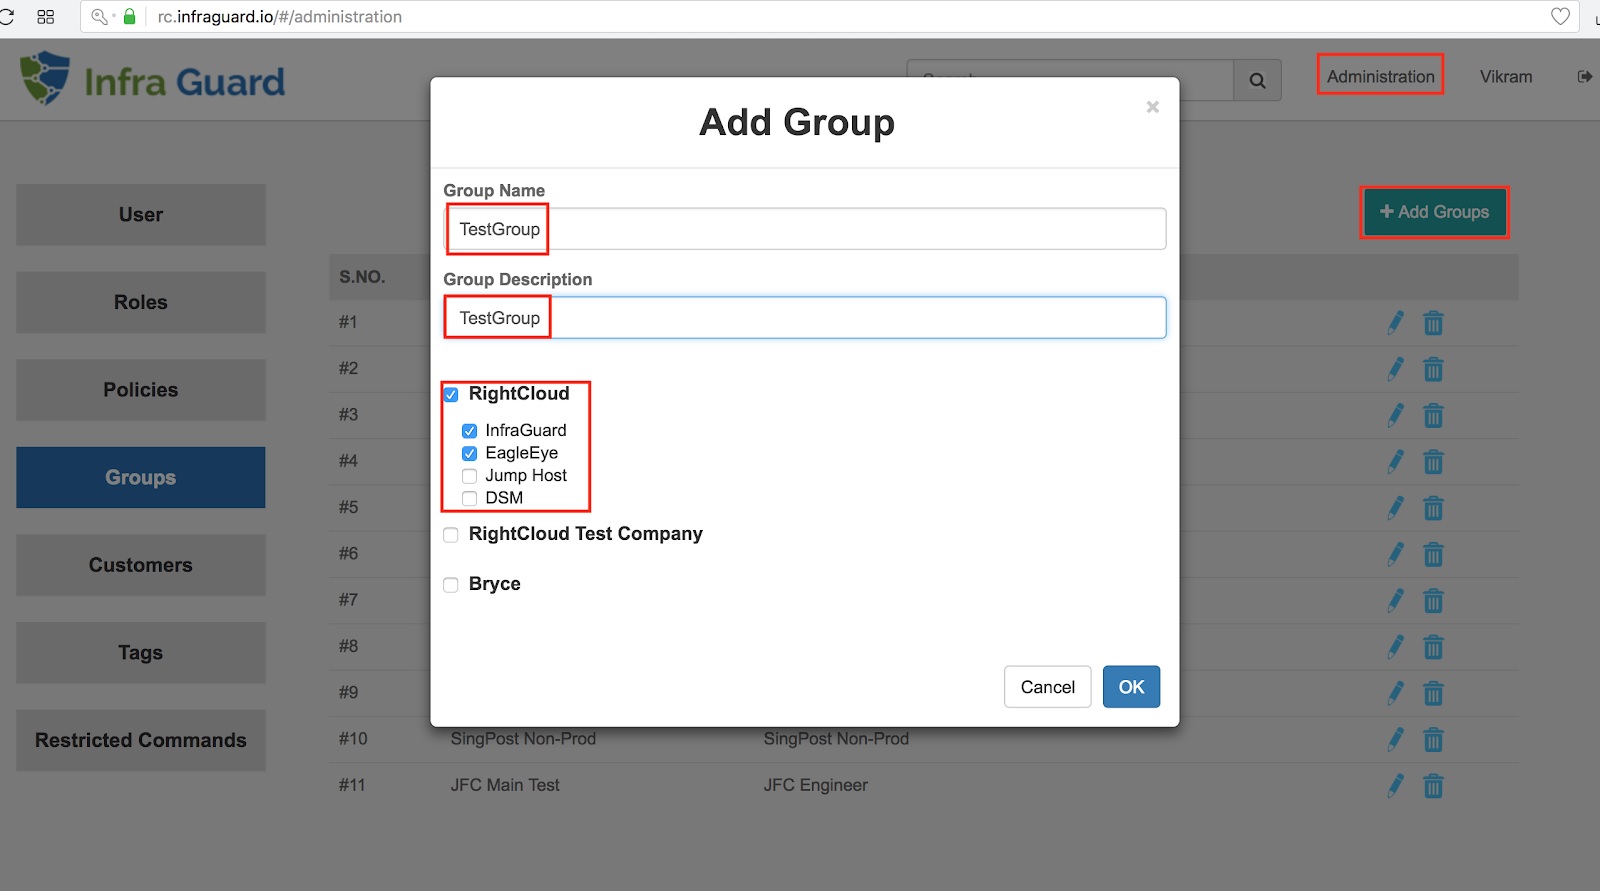 rc.infraguard.io/#/administration
Infra Guard
Administration
Vikram
Add Group
×
Group Name
TestGroup
Group Description
TestGroup
RightCloud
InfraGuard
EagleEye
Jump Host
DSM
RightCloud Test Company
Bryce
Cancel
OK
User
Roles
Policies
Groups
Customers
Tags
Restricted Commands
+ Add Groups
S.NO.
#1
#2
#3
#4
#5
#6
#7
#8
#9
#10 SingPost Non-Prod SingPost Non-Prod
#11 JFC Main Test JFC Engineer